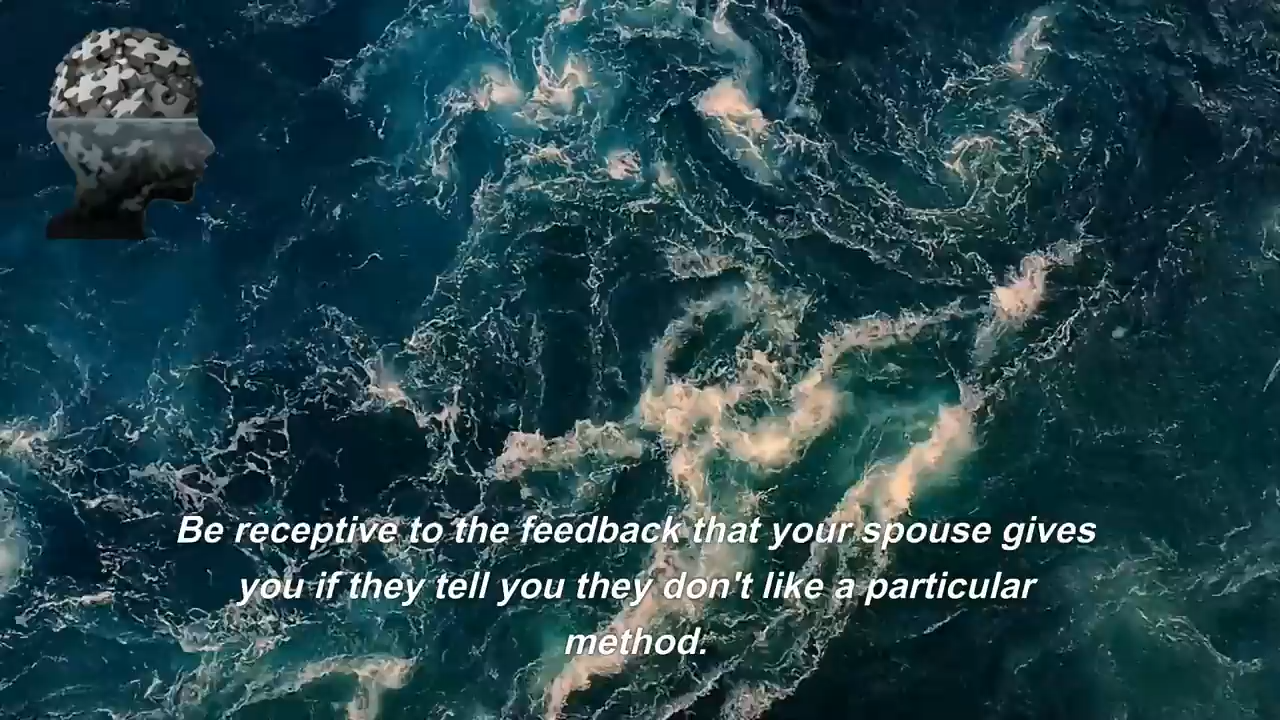 Be receptive to the feedback that your spouse gives
you if they tell you they don't like a particular
method.